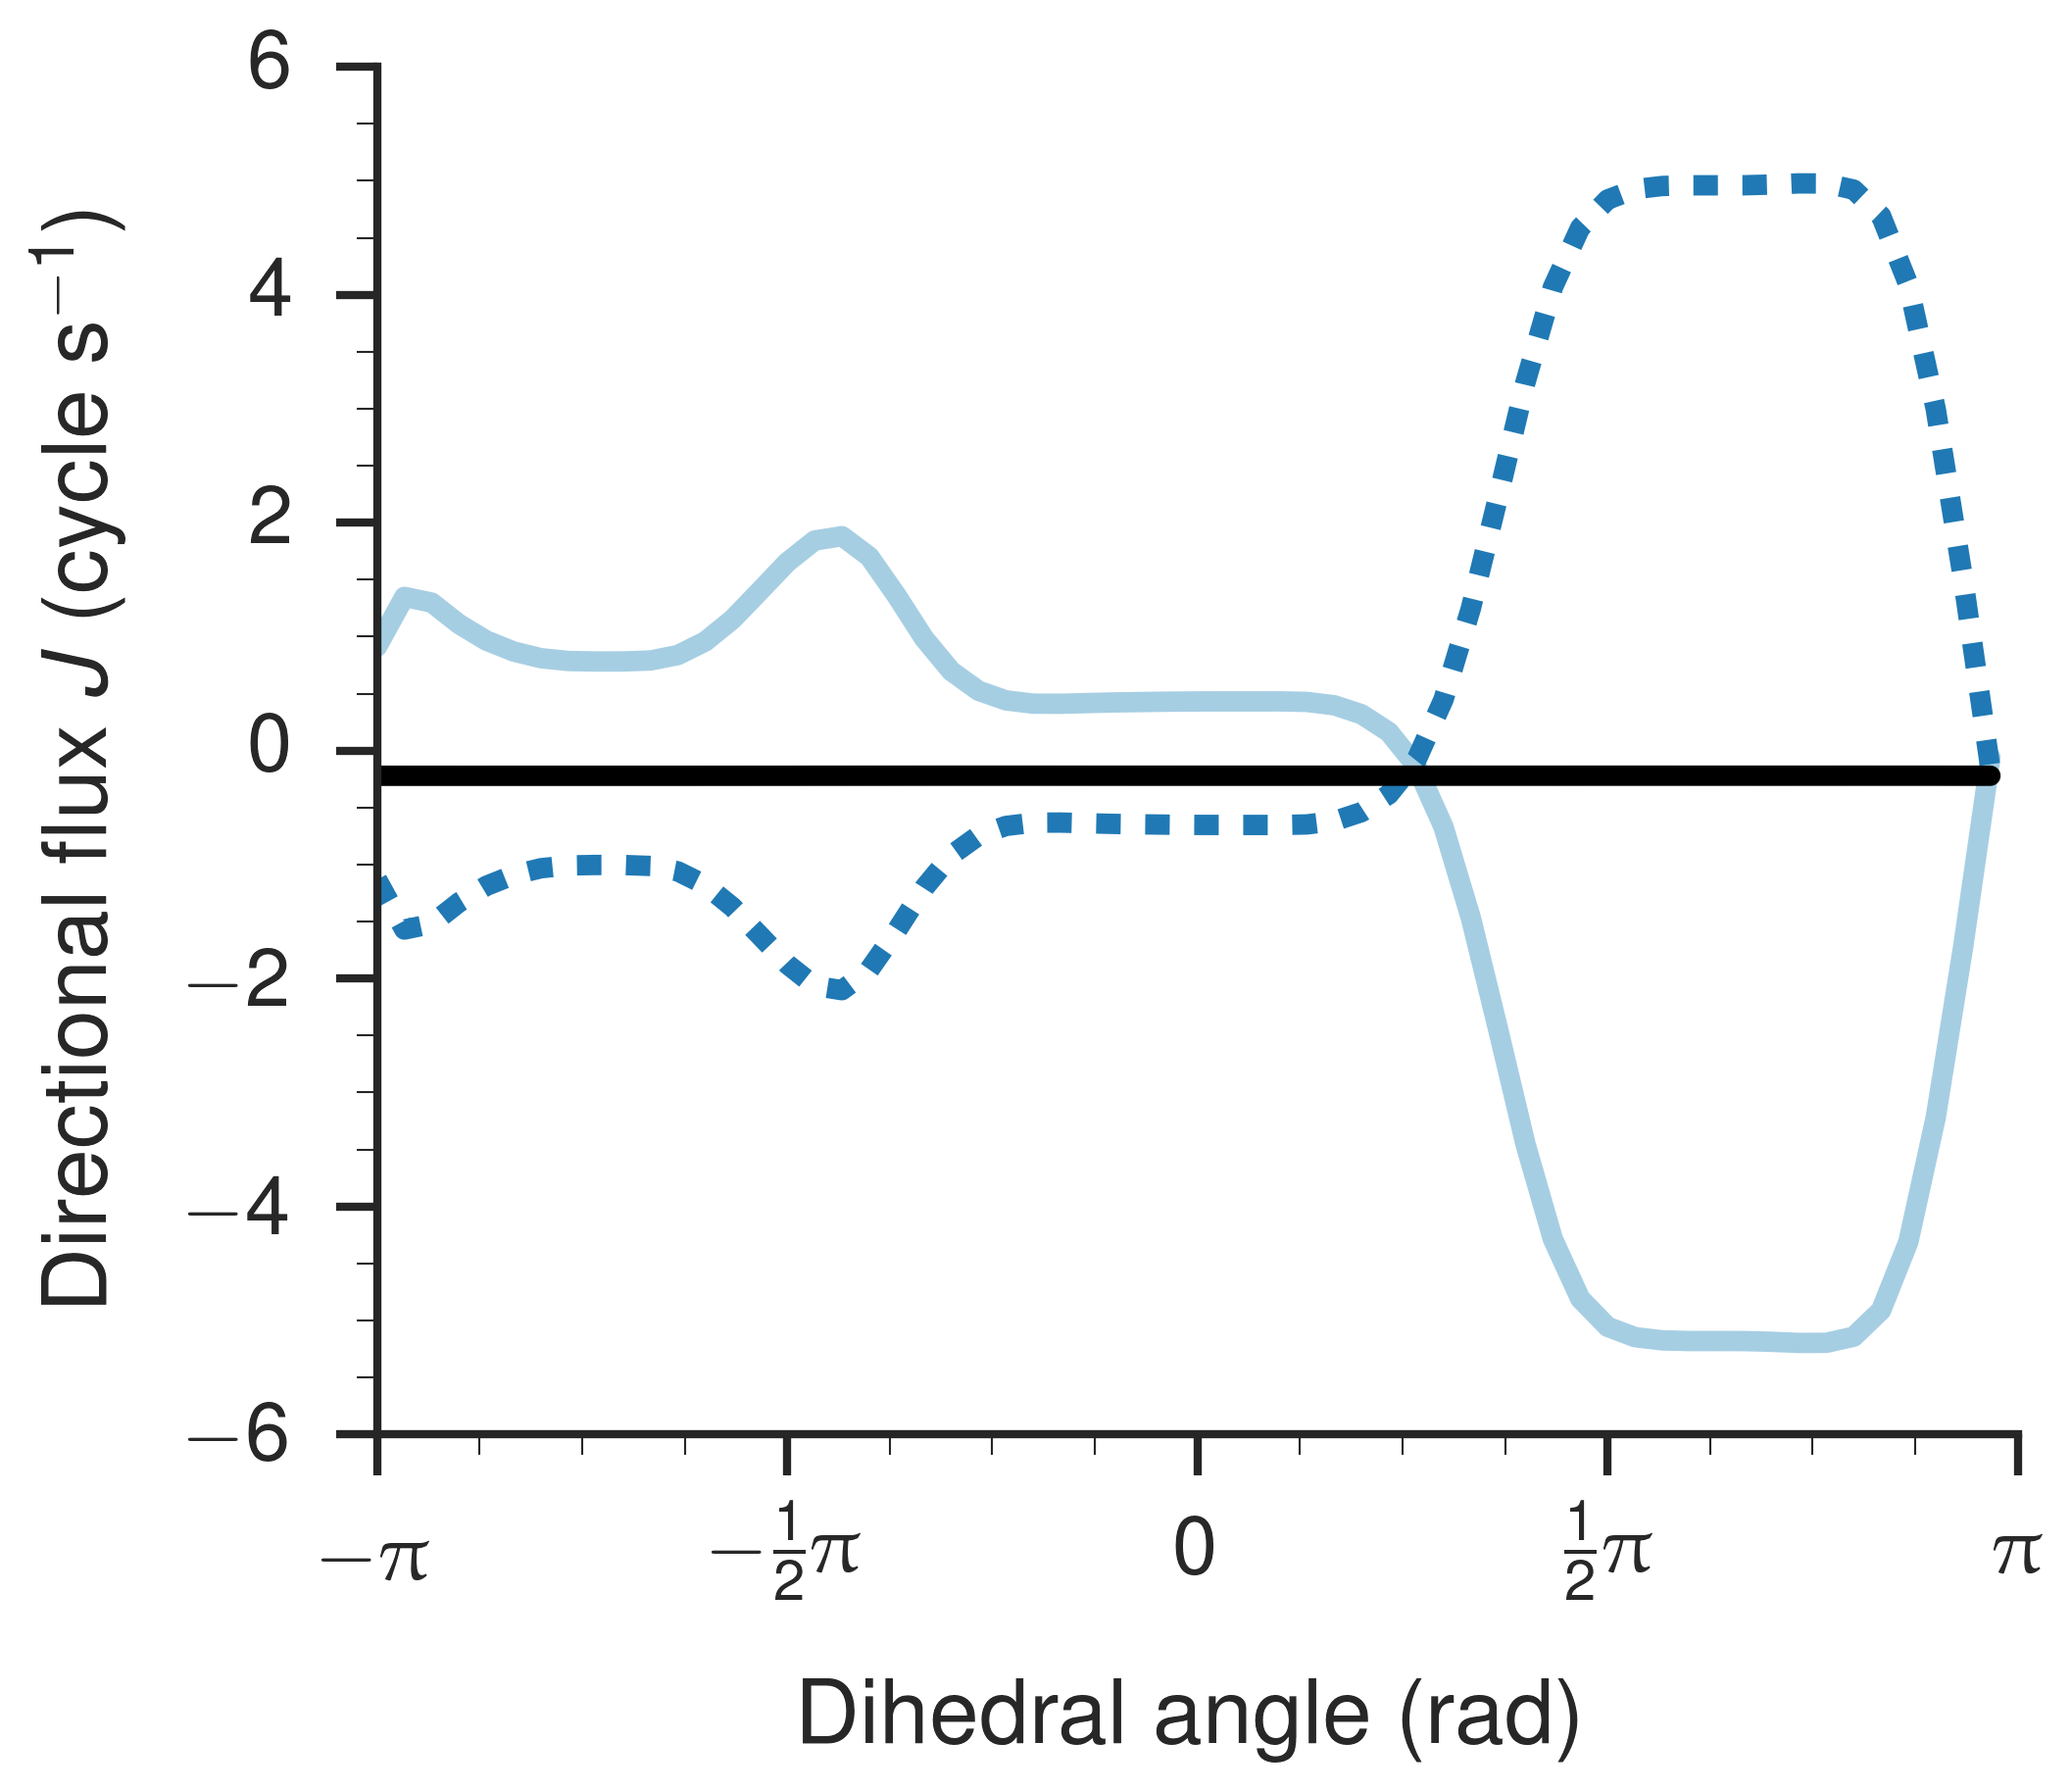 Directional flux J (cycle s⁻¹)
6
4
2
0
−2
−4
−6
−π
−½π
0
½π
π
Dihedral angle (rad)